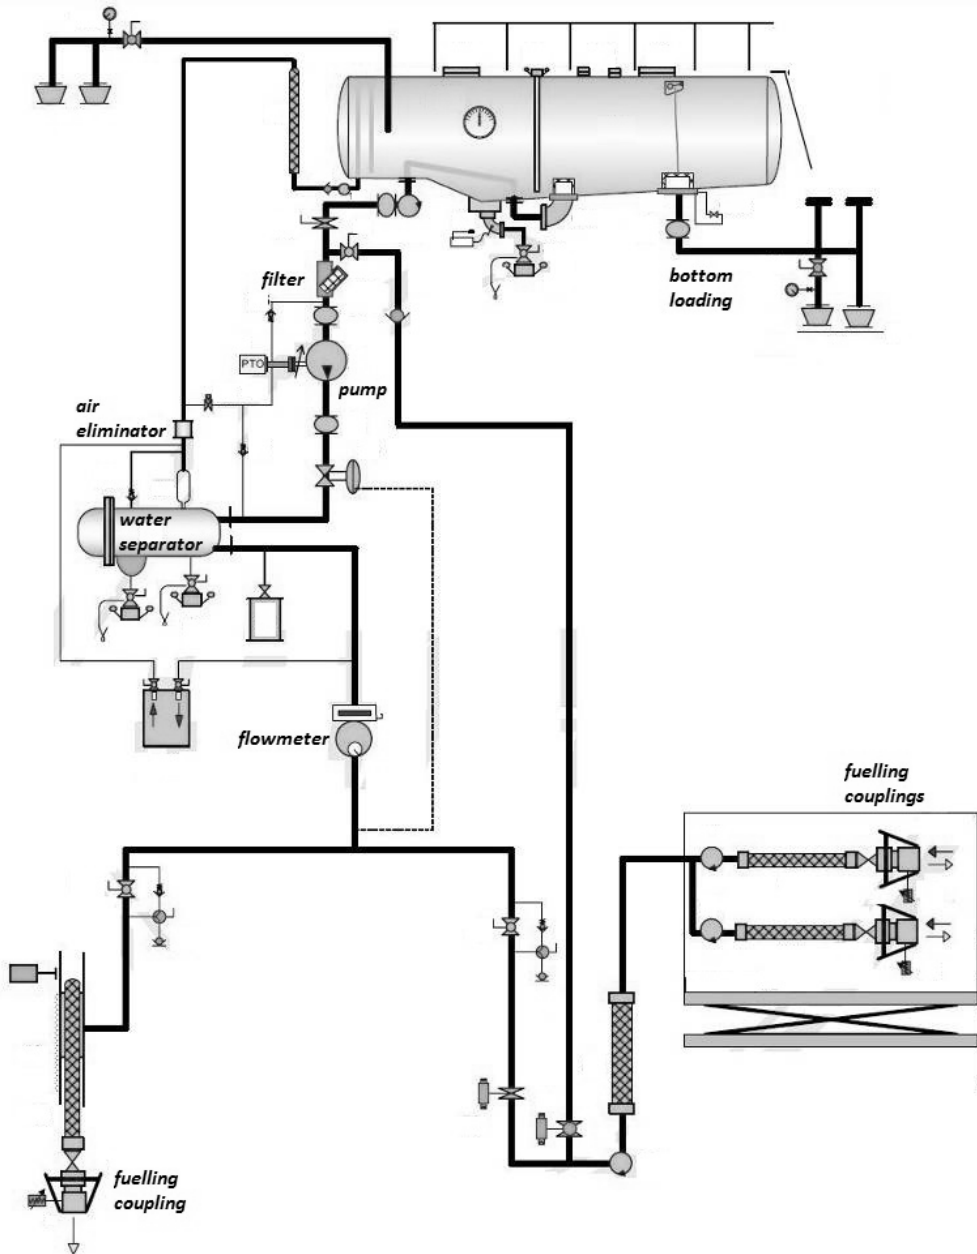 filter
bottom
loading
PTO
pump
air
eliminator
water
separator
flowmeter
fuelling
couplings
fuelling
coupling